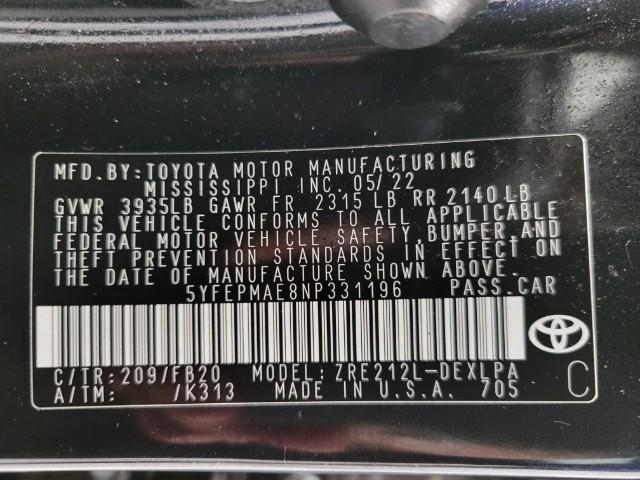 MFD.BY:TOYOTA MOTOR MANUFACTURING
MISSISSIPPI INC. 05/22
GVWR 3935LB GAWR FR 2315 LB RR 2140 LB
THIS VEHICLE CONFORMS TO ALL APPLICABLE
FEDERAL MOTOR VEHICLE SAFETY, BUMPER, AND
THEFT PREVENTION STANDARDS IN EFFECT ON
THE DATE OF MANUFACTURE SHOWN ABOVE.
5YFEPMAE8NP331196 PASS.CAR
C/TR:209/FB20 MODEL:ZRE212L-DEXLPA
A/TM: /K313 MADE IN U.S.A. 705
C